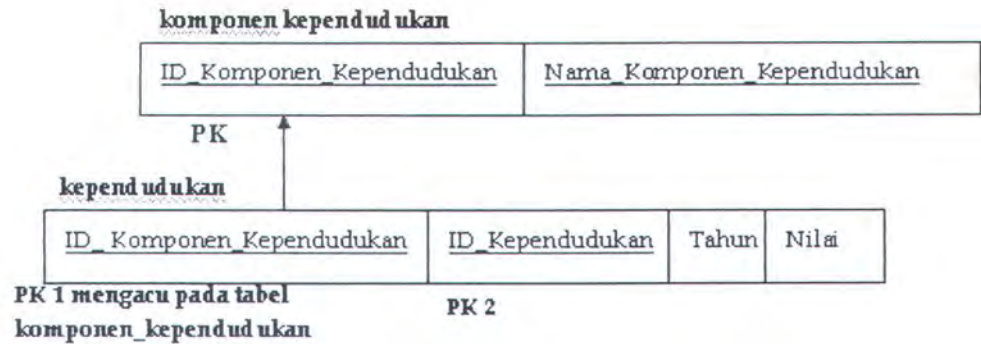 komponen kependudukan
ID_Komponen_Kependudukan Nama_Komponen_Kependudukan
PK
kependudukan
ID_ Komponen_Kependudukan ID_Kependudukan Tahun Nilai
PK 1 mengacu pada tabel
komponen_kependudukan
PK 2